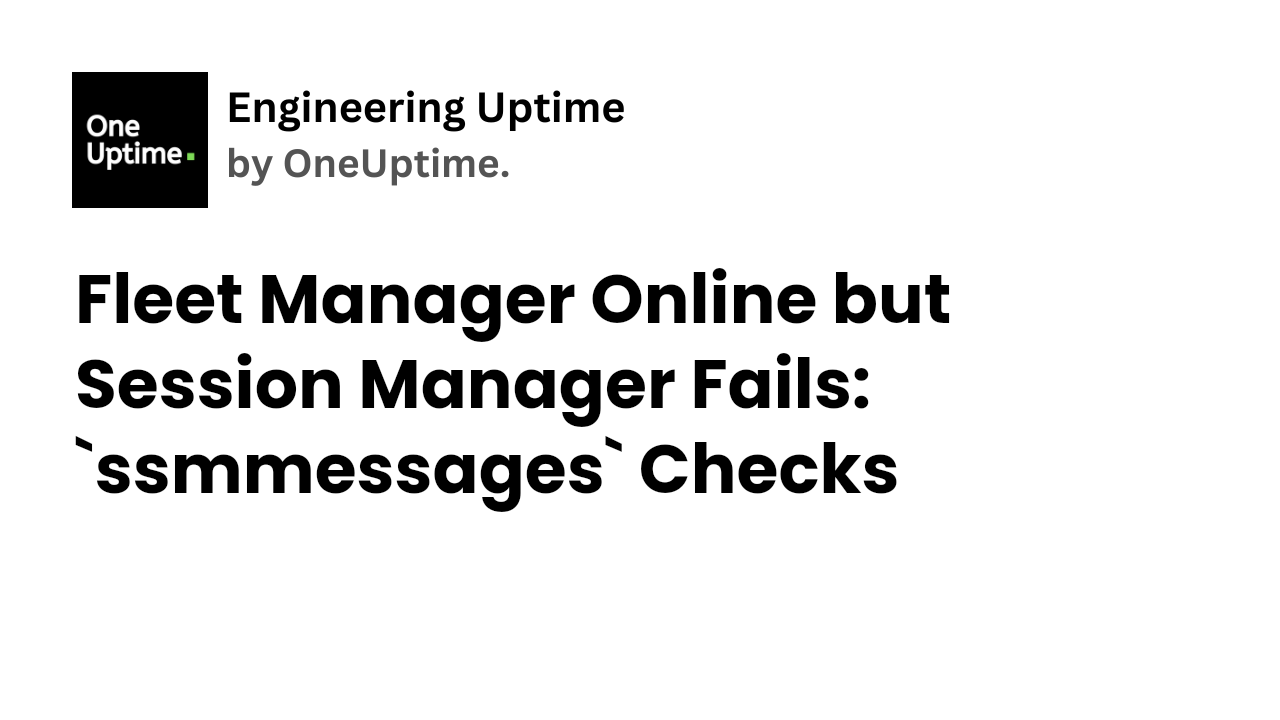 One
Uptime.
Engineering Uptime
by OneUptime.
Fleet Manager Online but
Session Manager Fails:
`ssmmessages` Checks